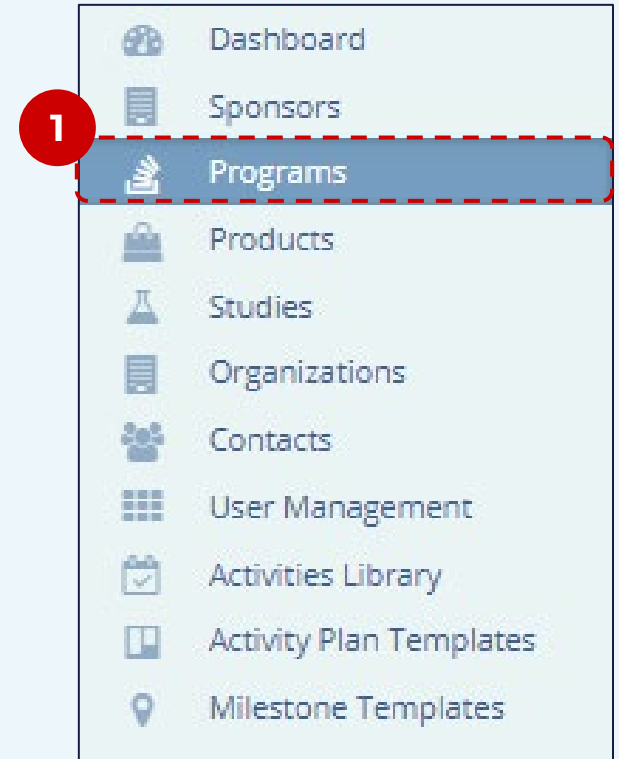 Dashboard
Sponsors
1
Programs
Products
Studies
Organizations
Contacts
User Management
Activities Library
Activity Plan Templates
Milestone Templates